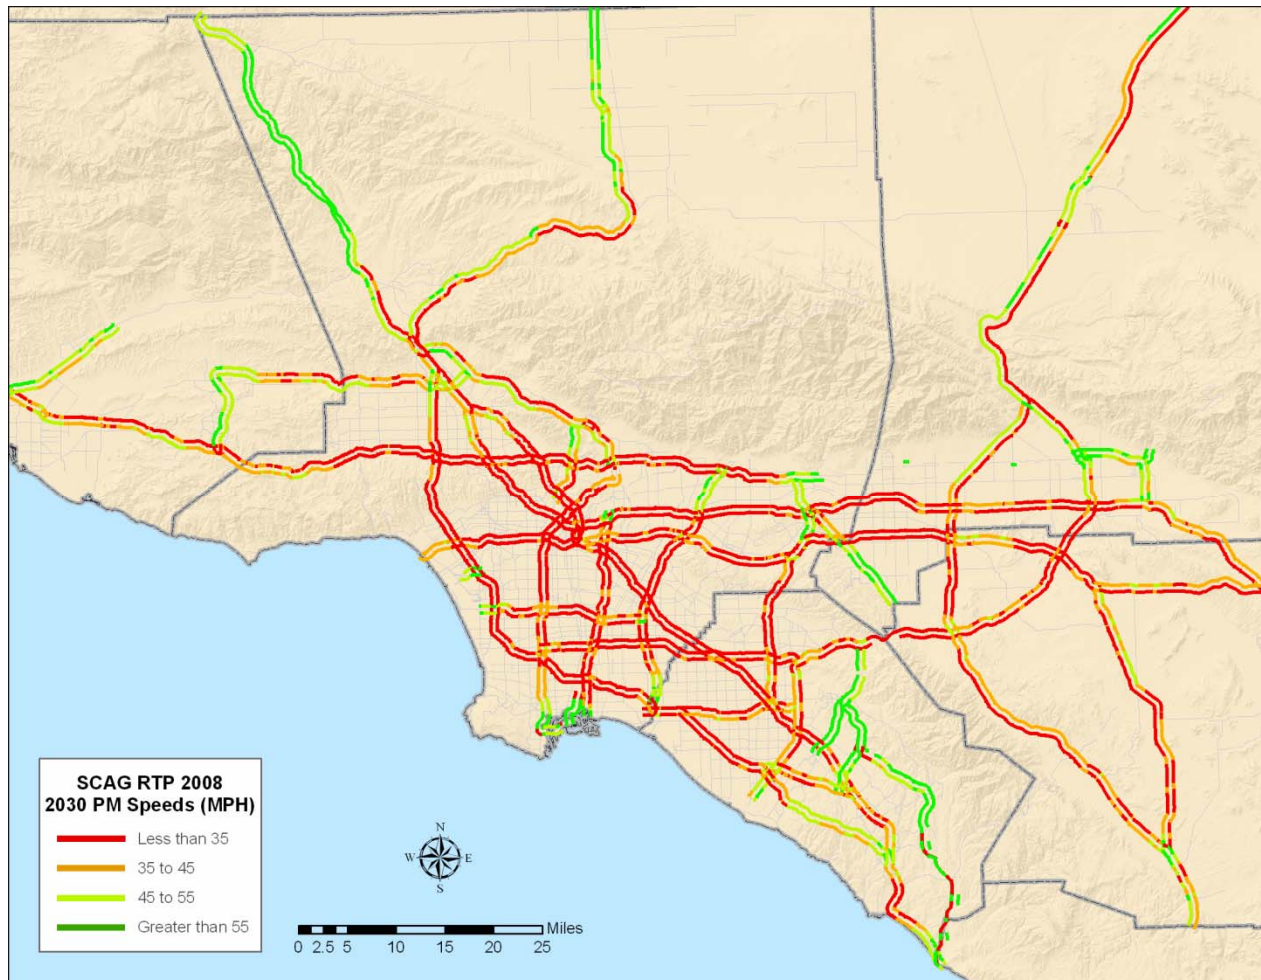 SCAG RTP 2008
2030 PM Speeds (MPH)
Less than 35
35 to 45
45 to 55
Greater than 55
N
W E
S
Miles
0 2.5 5 10 15 20 25